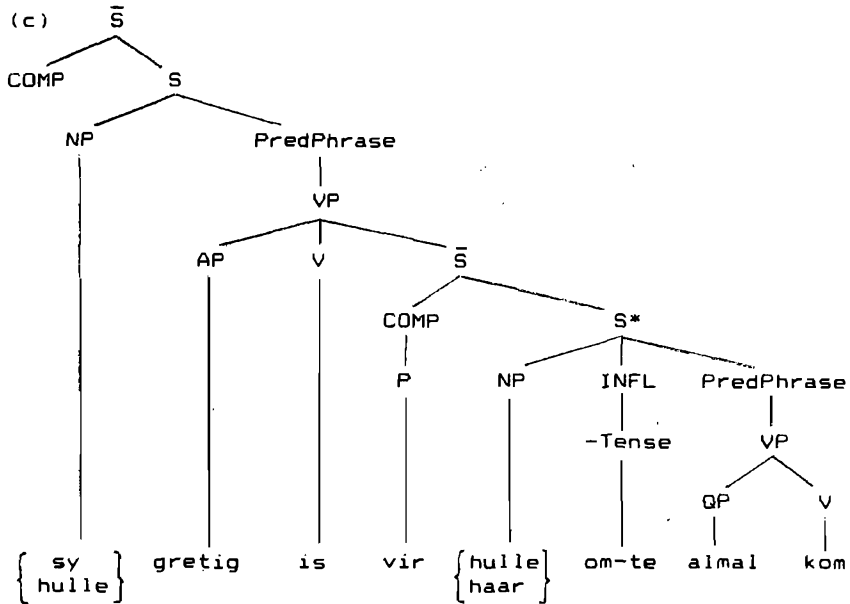 (c) S̄
COMP S
NP PredPhrase
VP
AP V S̄
COMP S*
P NP INFL PredPhrase
-Tense VP
QP V
{ sy } gretig is vir { hulle } om-te almal kom
{ hulle } { haar }